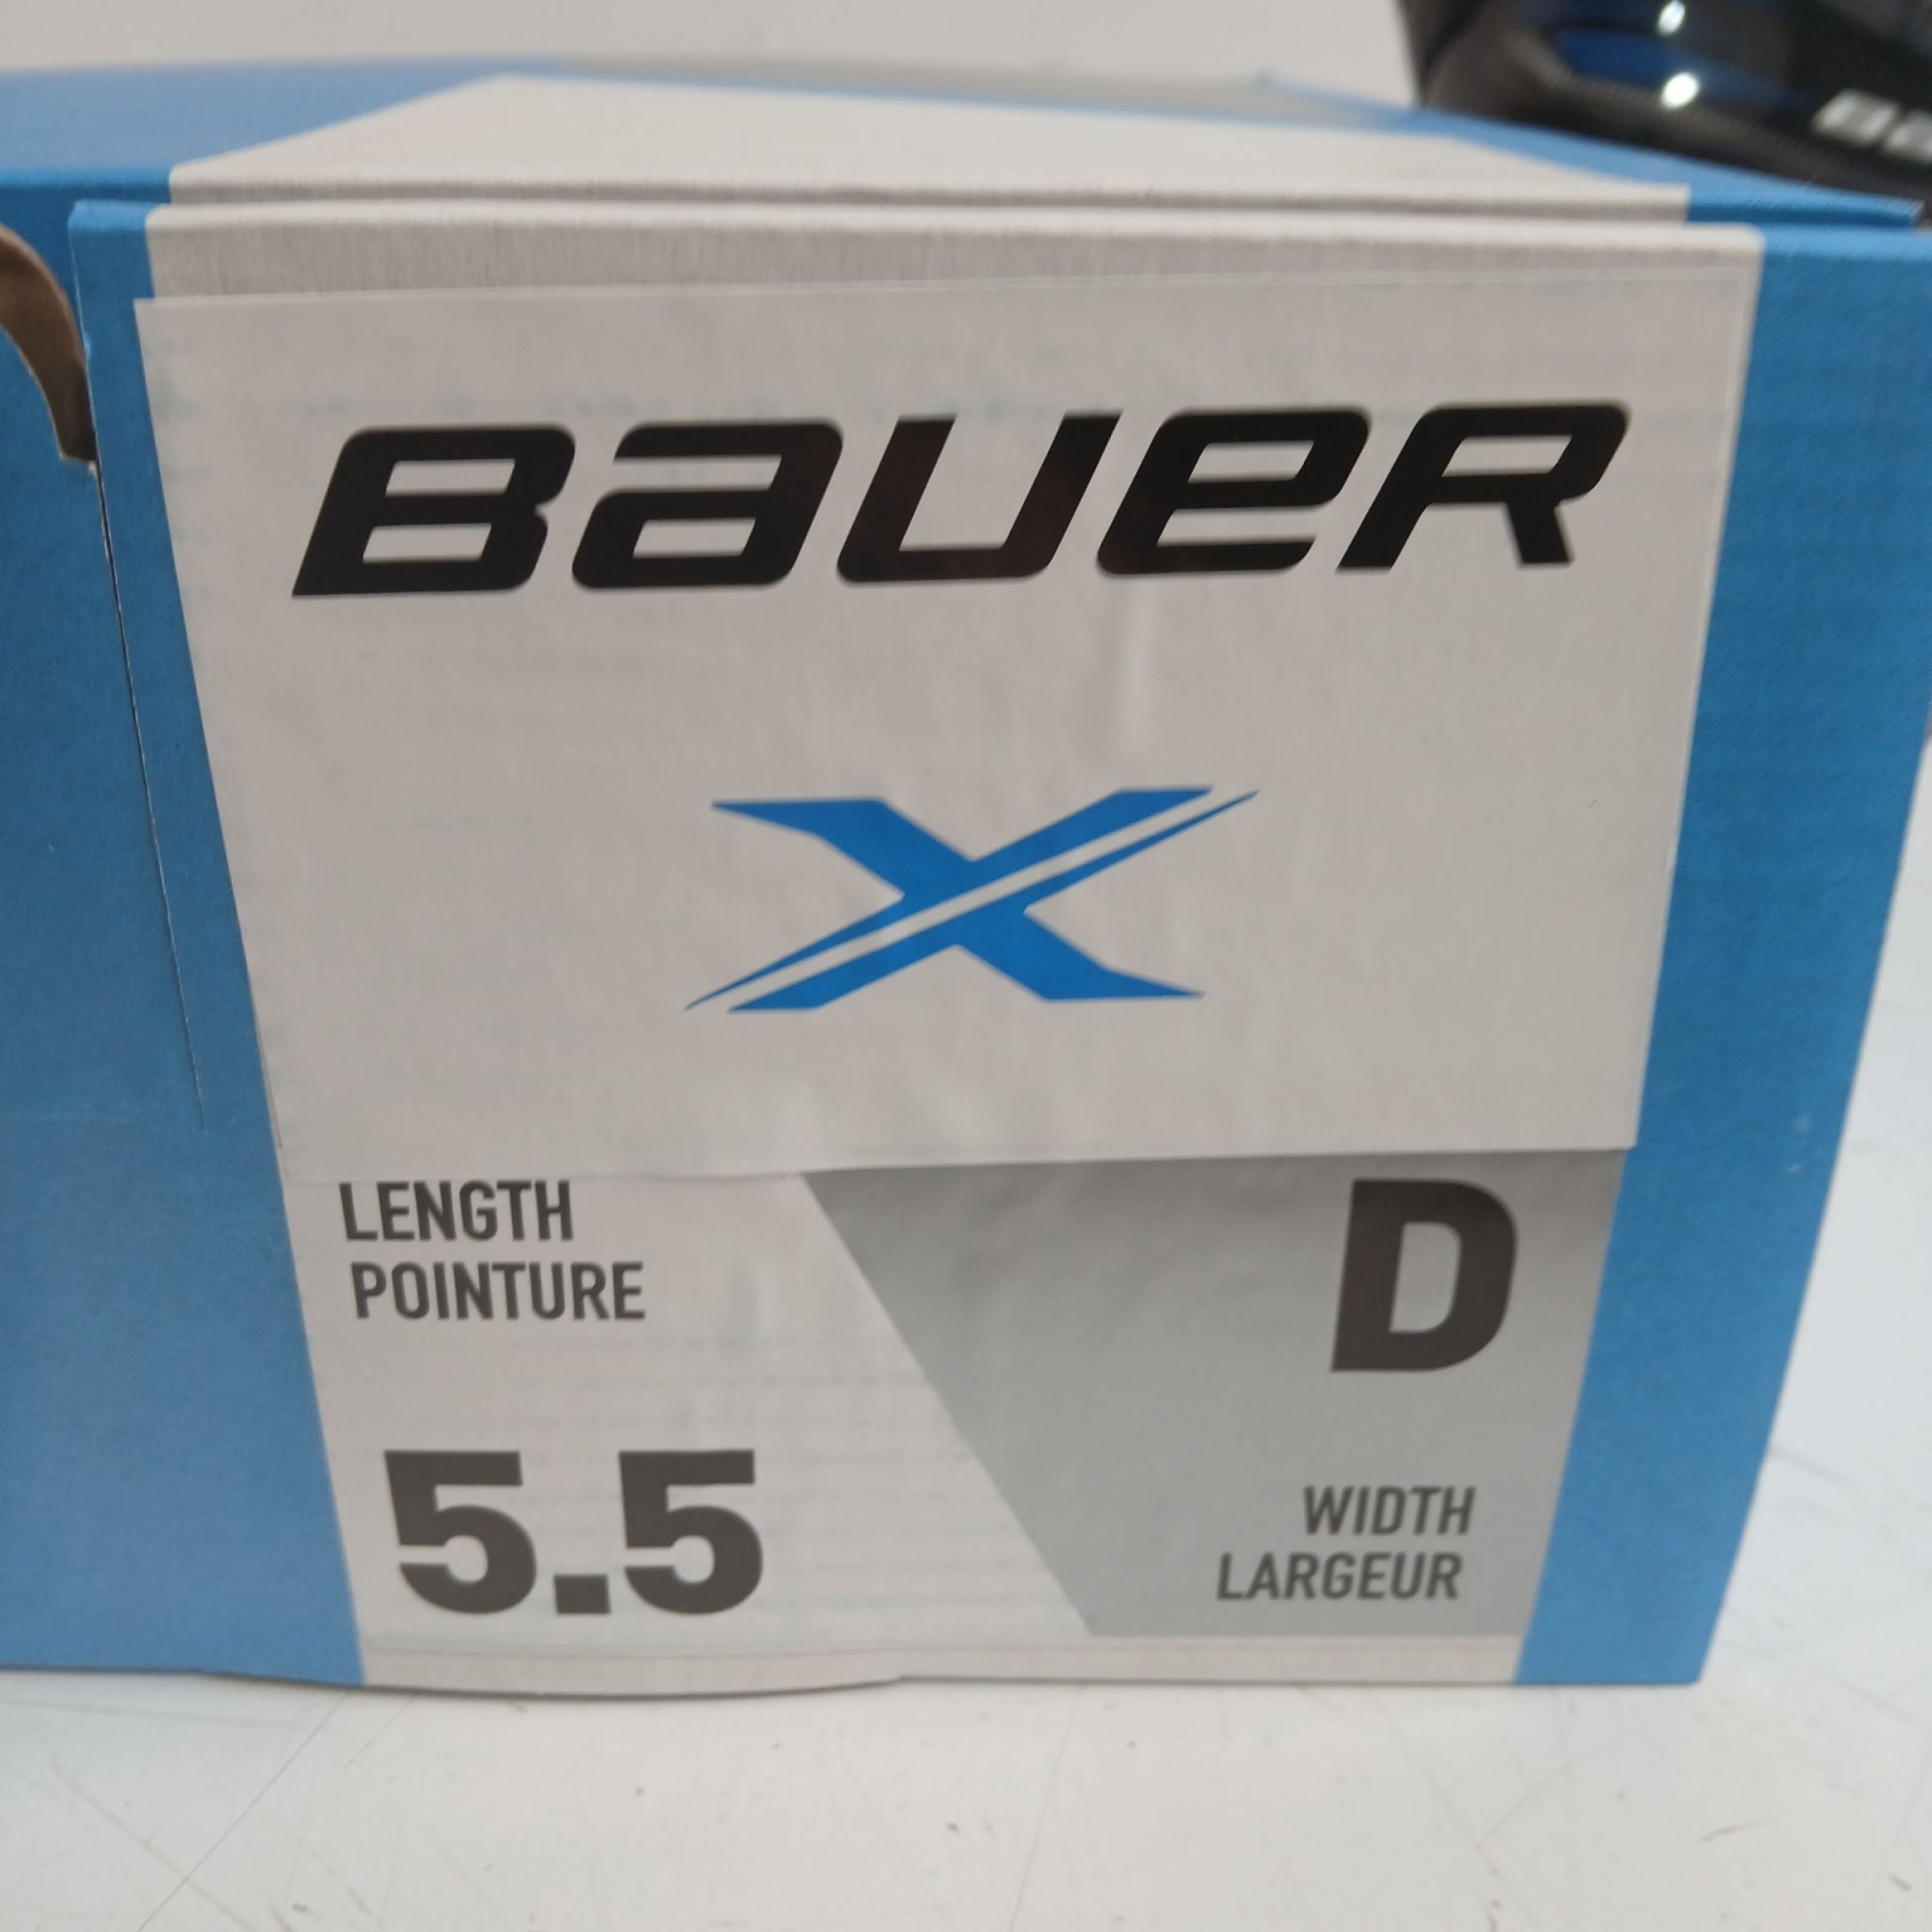 BAUER
X
LENGTH
POINTURE
5.5
D
WIDTH
LARGEUR